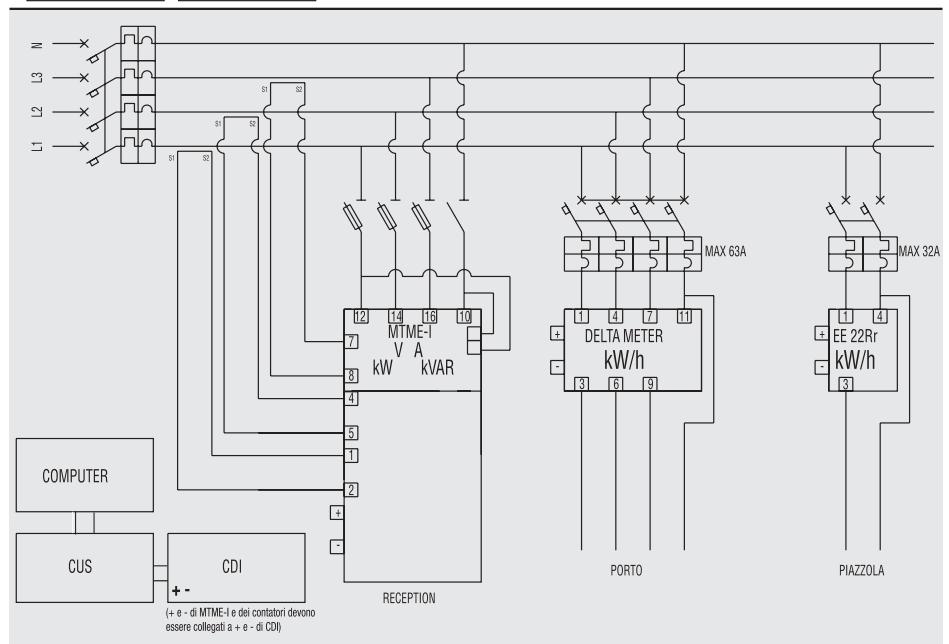 N
L3
L2
L1
S1 S2
S1 S2
S1 S2
MAX 63A
MAX 32A
12 14 16 10
MTME-I
V A
kW kVAR
7
8
4
5
1
2
+
-
RECEPTION
1 4 7 11
+
-
DELTA METER
kW/h
3 6 9
PORTO
1 4
+
-
EE 22Rr
kW/h
3
PIAZZOLA
COMPUTER
CUS
CDI
+ -
(+ e - di MTME-I e dei contatori devono
essere collegati a + e - di CDI)